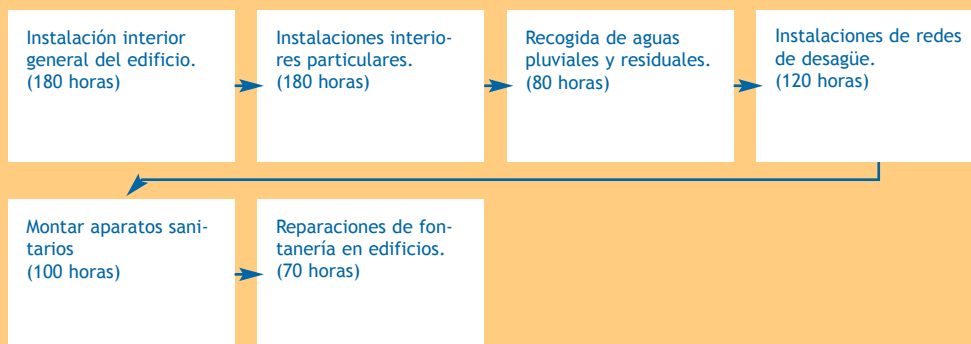 Instalación interior
general del edificio.
(180 horas)
Instalaciones interio-
res particulares.
(180 horas)
Recogida de aguas
pluviales y residuales.
(80 horas)
Instalaciones de redes
de desagüe.
(120 horas)
Montar aparatos sani-
tarios
(100 horas)
Reparaciones de fon-
tanería en edificios.
(70 horas)